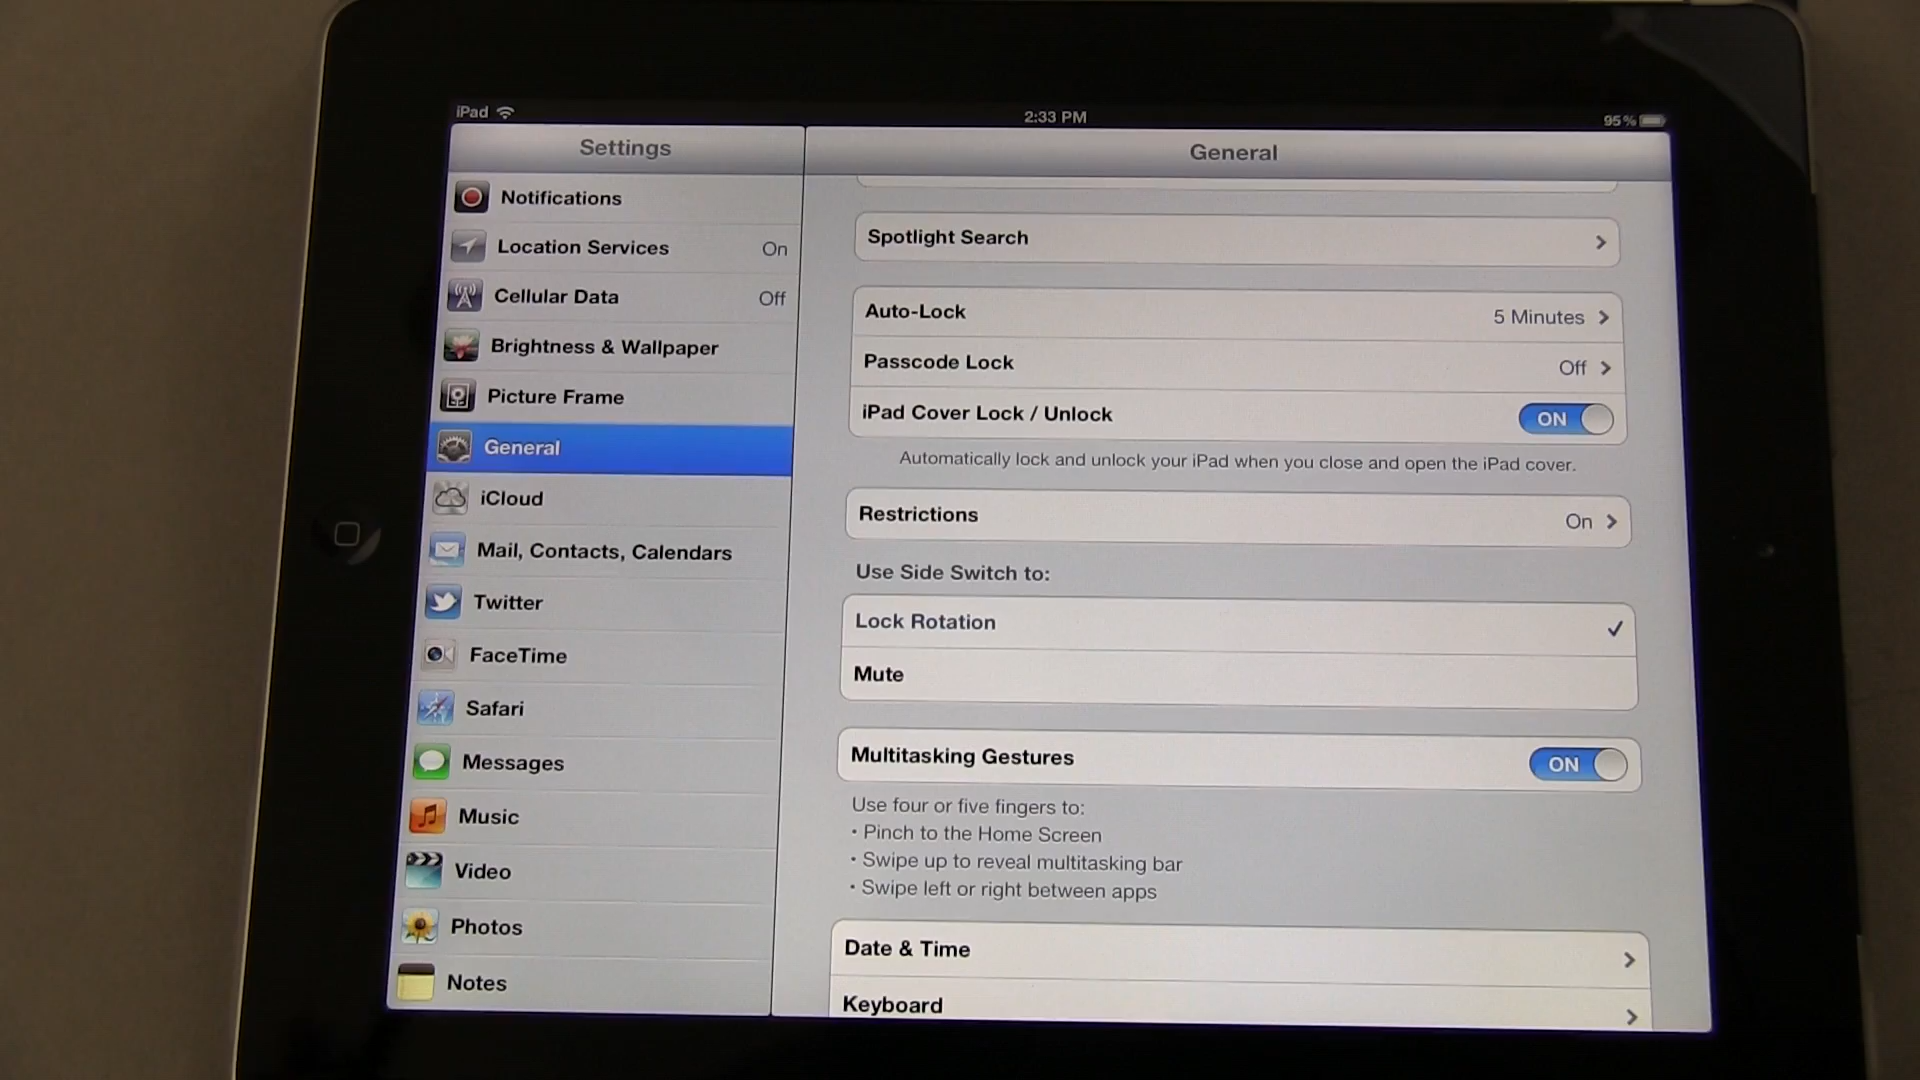 iPad
2:33 PM
95%
Settings
Notifications
Location Services On
Cellular Data Off
Brightness & Wallpaper
Picture Frame
General
iCloud
Mail, Contacts, Calendars
Twitter
FaceTime
Safari
Messages
Music
Video
Photos
Notes
General
Spotlight Search
Auto-Lock 5 Minutes
Passcode Lock Off
iPad Cover Lock / Unlock ON
Automatically lock and unlock your iPad when you close and open the iPad cover.
Restrictions On
Use Side Switch to:
Lock Rotation
Mute
Multitasking Gestures ON
Use four or five fingers to:
• Pinch to the Home Screen
• Swipe up to reveal multitasking bar
• Swipe left or right between apps
Date & Time
Keyboard